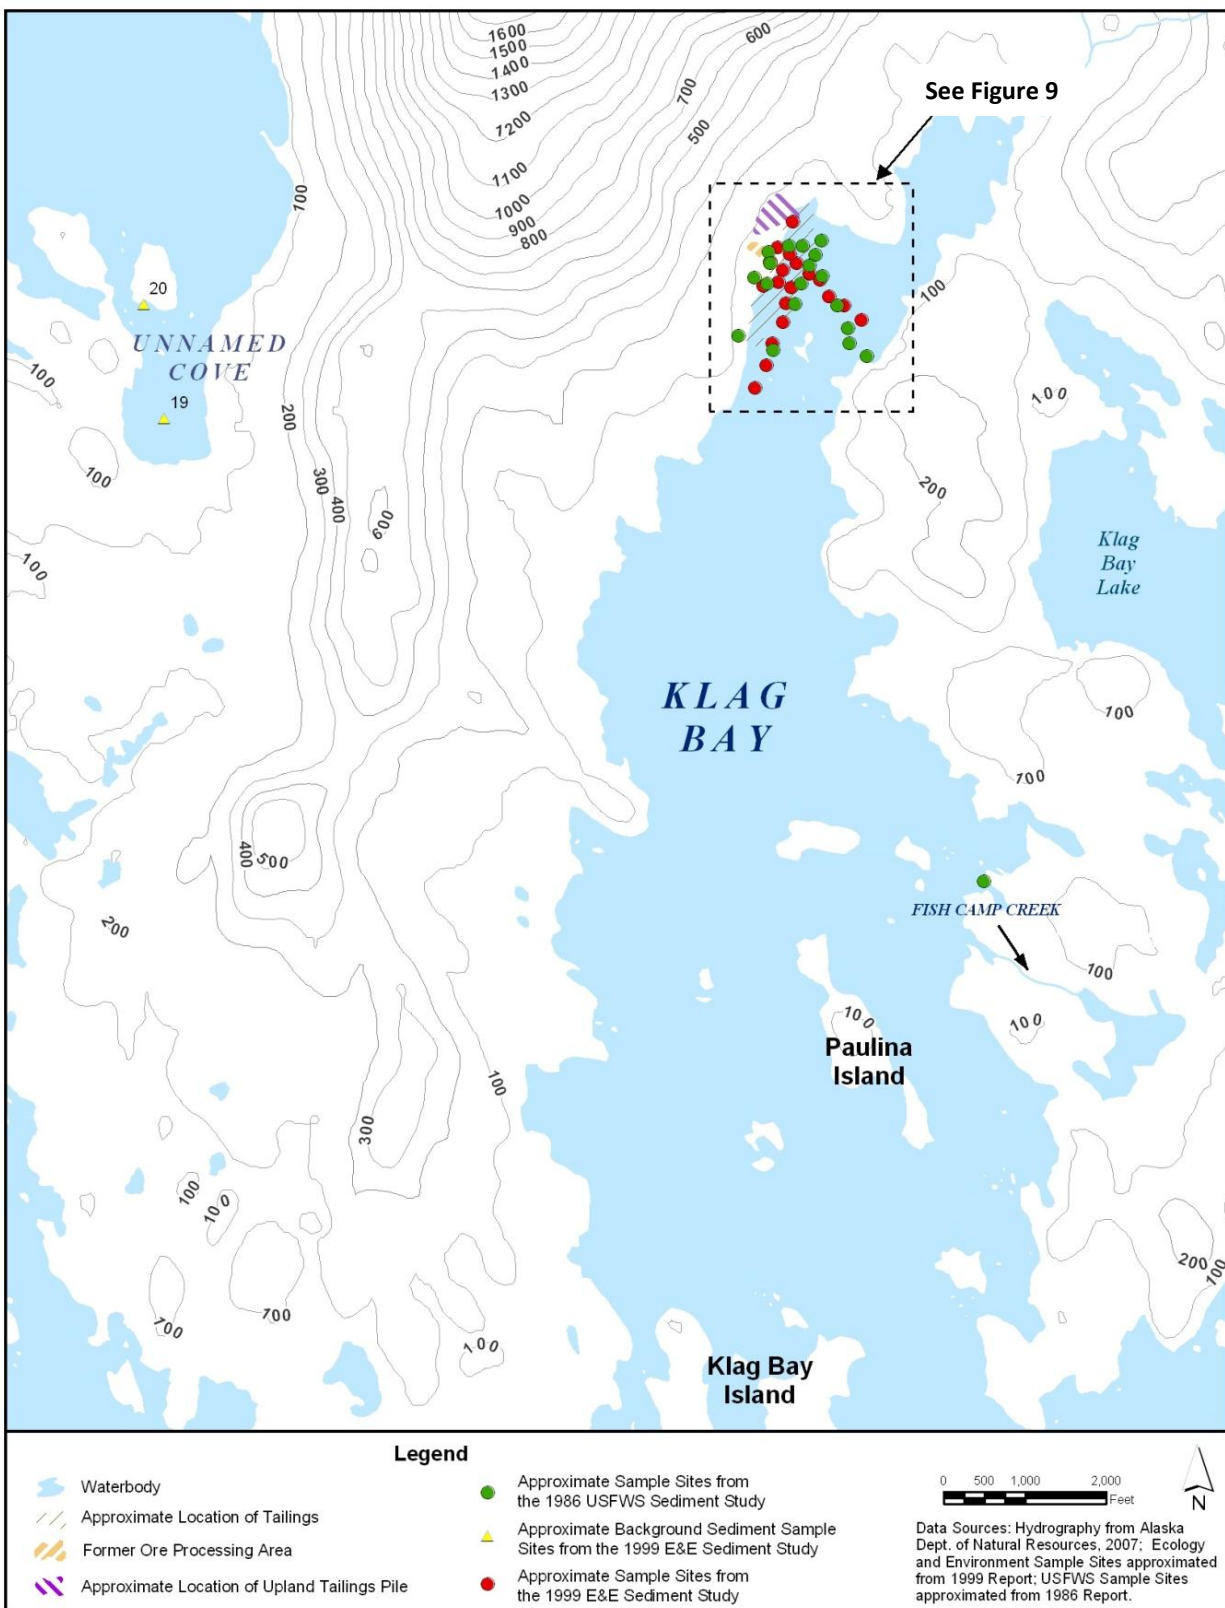 1600
1500
1400
1300
1200
1100
1000
900
800
600
700
500
See Figure 9
700
100
20
UNNAMED
COVE
19
100
100
100
200
300
400
600
100
200
Klag
Bay
Lake
KLAG
BAY
100
700
400
500
200
FISH CAMP CREEK
100
100
100
Paulina
Island
100
300
100
100
200
100
700
700
100
Klag Bay
Island
Legend
Waterbody
Approximate Location of Tailings
Former Ore Processing Area
Approximate Location of Upland Tailings Pile
Approximate Sample Sites from
the 1986 USFWS Sediment Study
Approximate Background Sediment Sample
Sites from the 1999 E&E Sediment Study
Approximate Sample Sites from
the 1999 E&E Sediment Study
0 500 1,000 2,000
Feet
N
Data Sources: Hydrography from Alaska
Dept. of Natural Resources, 2007; Ecology
and Environment Sample Sites approximated
from 1999 Report; USFWS Sample Sites
approximated from 1986 Report.